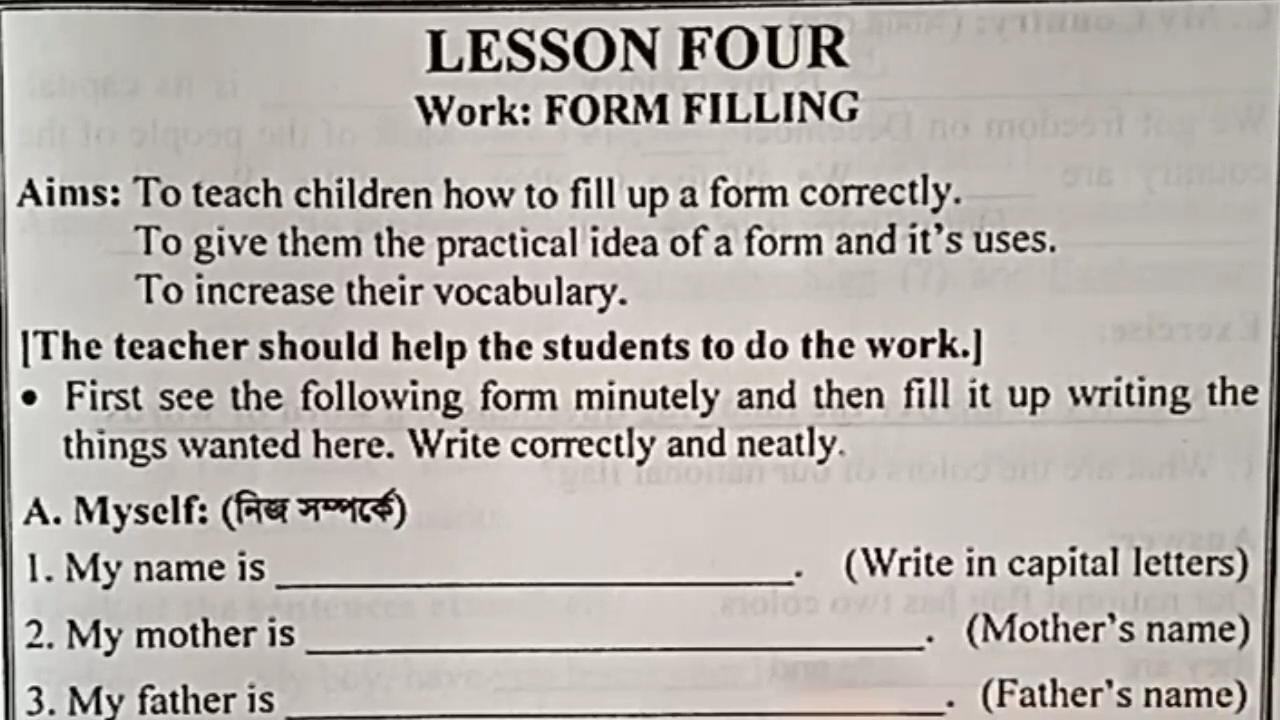 LESSON FOUR
Work: FORM FILLING
Aims: To teach children how to fill up a form correctly.
To give them the practical idea of a form and it's uses.
To increase their vocabulary.
[The teacher should help the students to do the work.]
• First see the following form minutely and then fill it up writing the
things wanted here. Write correctly and neatly.
A. Myself: (নিজ সম্পর্কে)
1. My name is ____________________. (Write in capital letters)
2. My mother is ____________________. (Mother's name)
3. My father is ____________________. (Father's name)